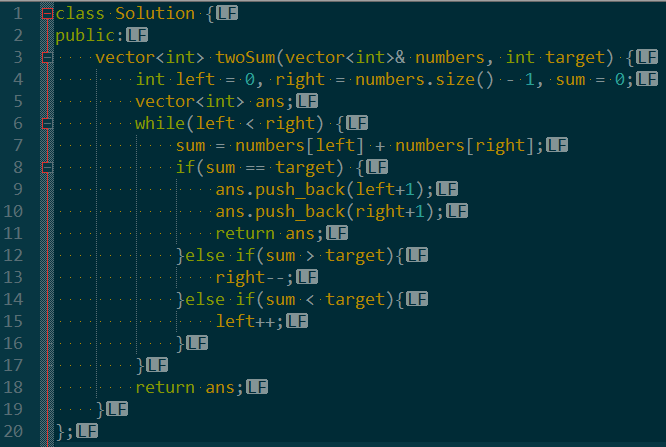 1 class Solution {LF
2 public:LF
3     vector<int> twoSum(vector<int>& numbers, int target) {LF
4         int left = 0, right = numbers.size() - 1, sum = 0;LF
5         vector<int> ans;LF
6         while(left < right) {LF
7             sum = numbers[left] + numbers[right];LF
8             if(sum == target) {LF
9                 ans.push_back(left+1);LF
10                 ans.push_back(right+1);LF
11                 return ans;LF
12             }else if(sum > target){LF
13                 right--;LF
14             }else if(sum < target){LF
15                 left++;LF
16             }LF
17         }LF
18         return ans;LF
19     }LF
20 };LF